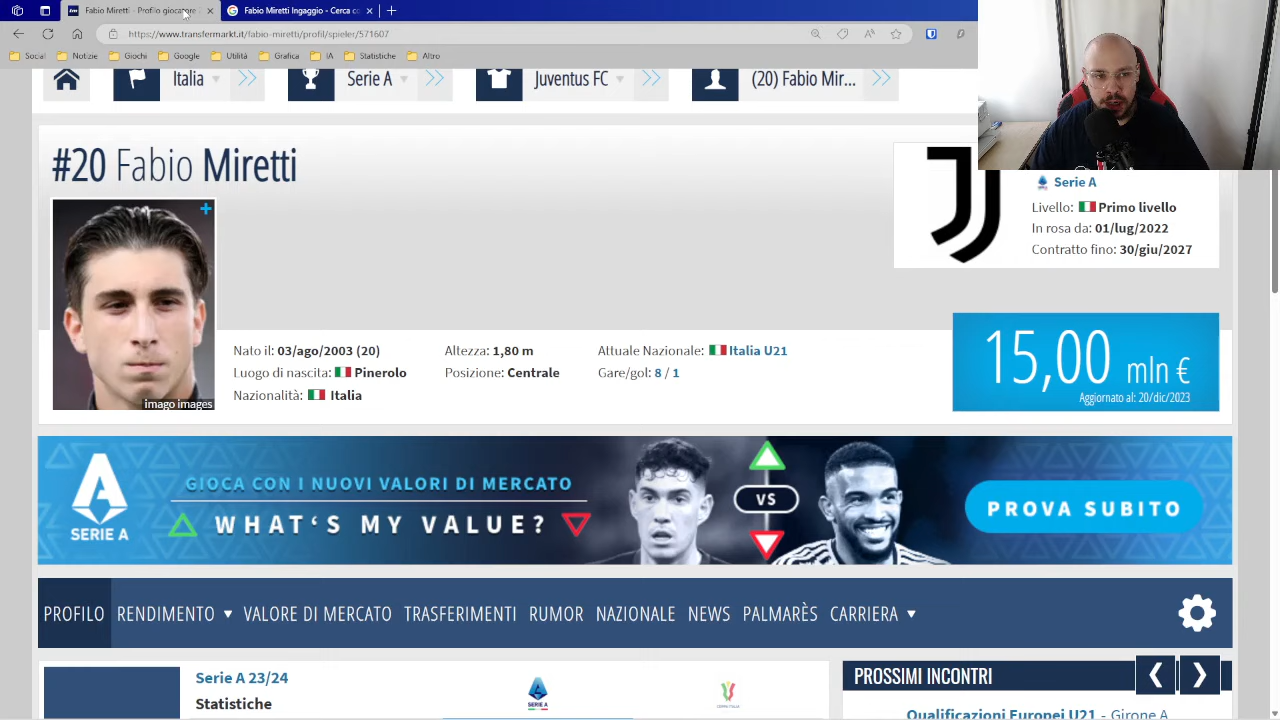 Fabio Miretti - Profilo giocatore
Fabio Miretti Ingaggio - Cerca co
https://www.transfermarkt.it/fabio-miretti/profil/spieler/571607
Social
Notizie
Giochi
Google
Utilità
Grafica
IA
Statistiche
Altro
Italia
Serie A
Juventus FC
(20) Fabio Mir...
#20 Fabio Miretti
Serie A
Livello: Primo livello
In rosa da: 01/lug/2022
Contratto fino: 30/giu/2027
imago images
Nato il: 03/ago/2003 (20)
Luogo di nascita: Pinerolo
Nazionalità: Italia
Altezza: 1,80 m
Posizione: Centrale
Attuale Nazionale: Italia U21
Gare/gol: 8 / 1
15,00 mln €
Aggiornato al: 20/dic/2023
SERIE A
GIOCA CON I NUOVI VALORI DI MERCATO
WHAT'S MY VALUE?
VS
PROVA SUBITO
PROFILO RENDIMENTO VALORE DI MERCATO TRASFERIMENTI RUMOR NAZIONALE NEWS PALMARÈS CARRIERA
Serie A 23/24
Statistiche
PROSSIMI INCONTRI
Qualificazioni Europei U21 - Girone A